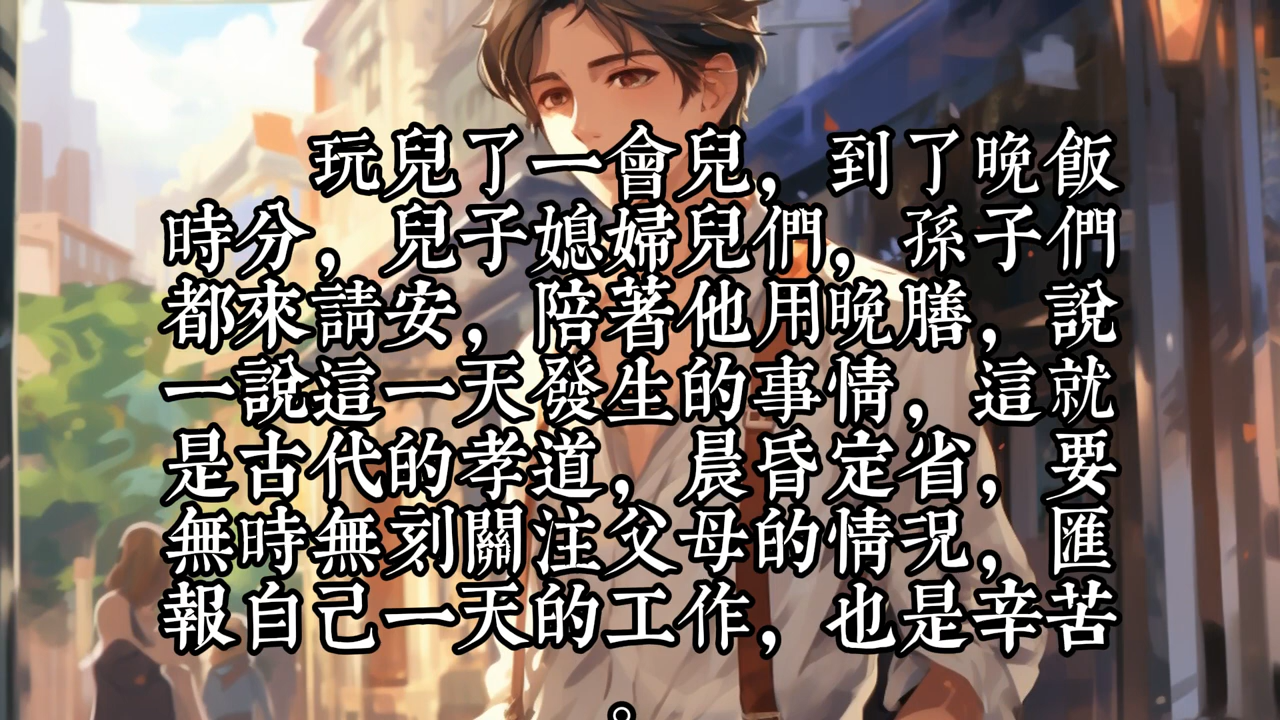 玩兒了一會兒，到了晚飯
時分，兒子媳婦兒們，孫子們
都來請安，陪著他用晚膳，說
一說這一天發生的事情，這就
是古代的孝道，晨昏定省，要
無時無刻關注父母的情況，匯
報自己一天的工作，也是辛苦
。